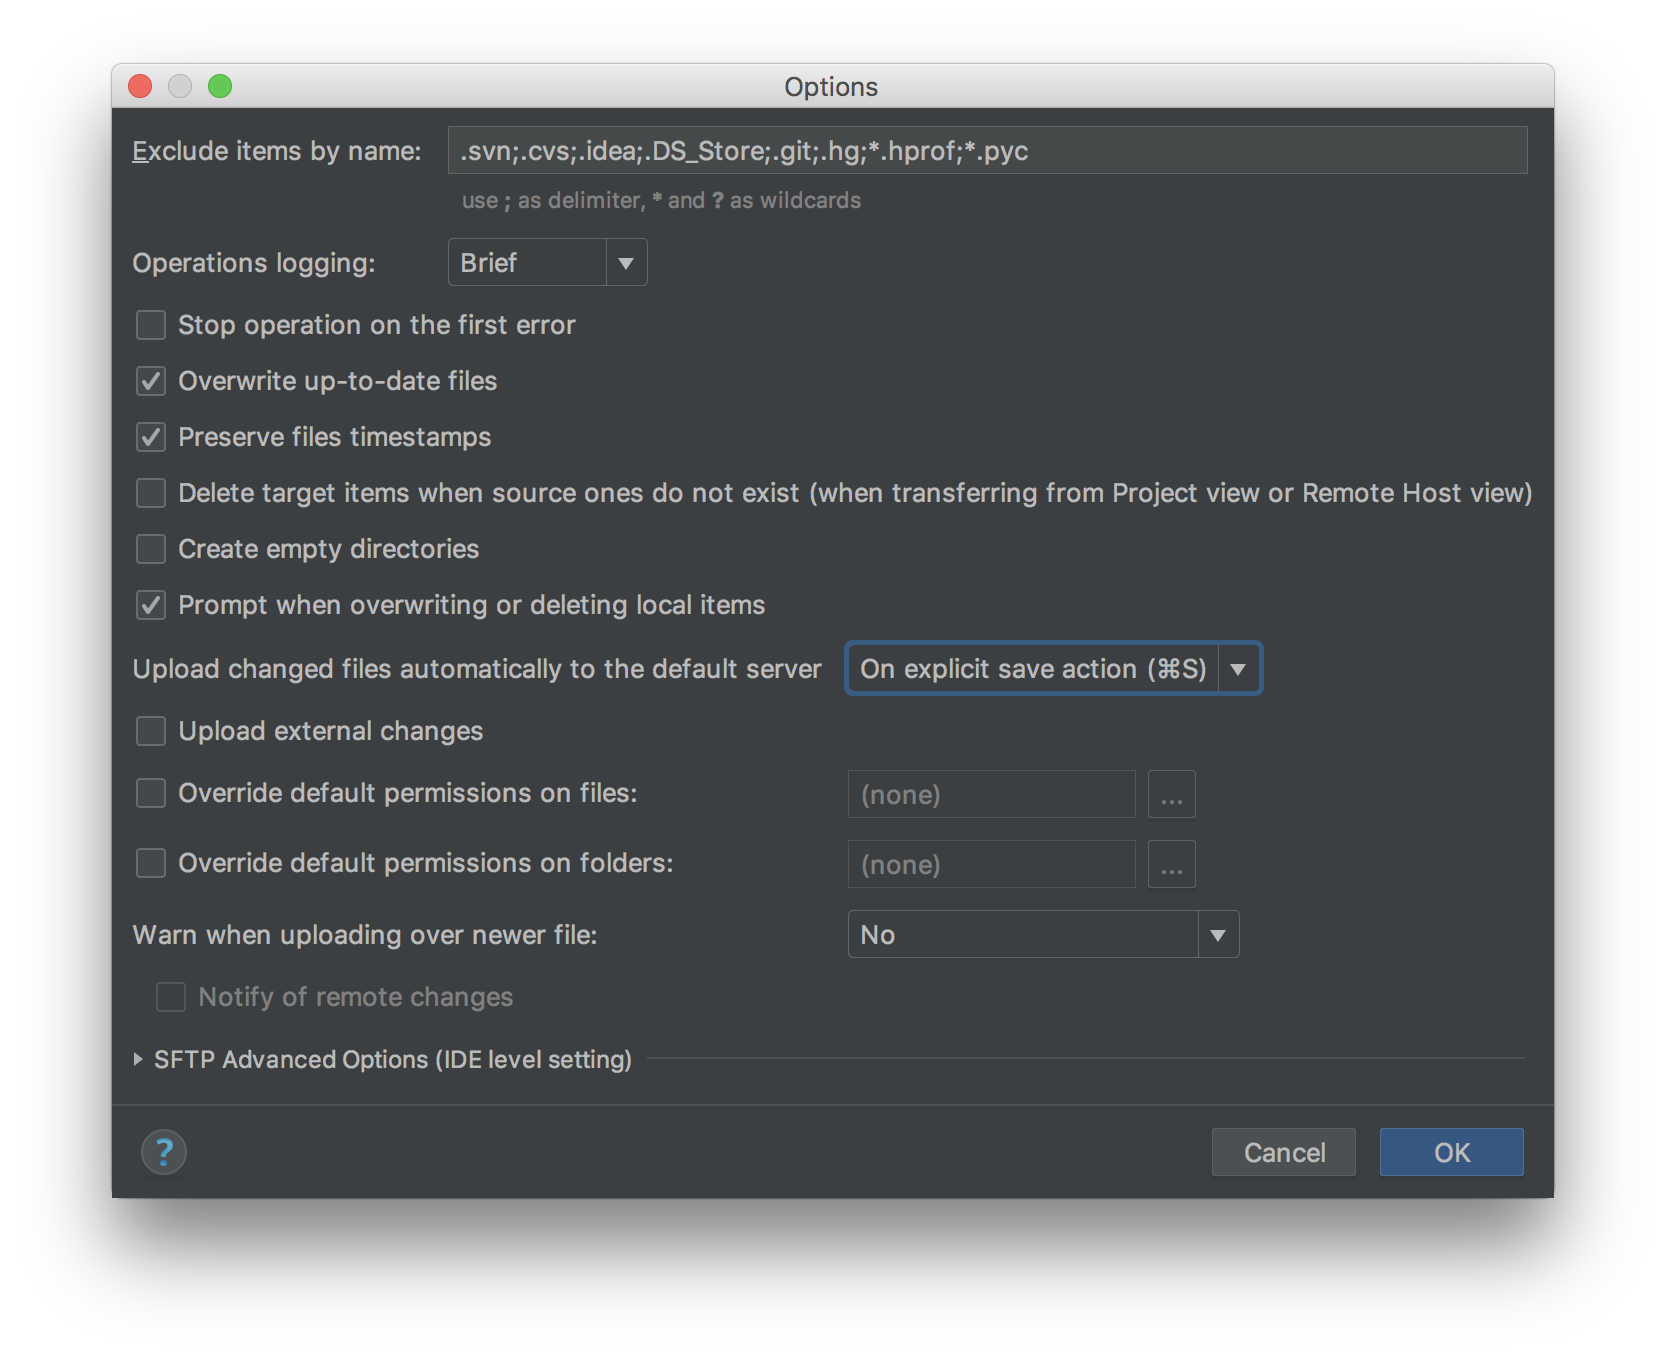 Options
Exclude items by name: .svn;.cvs;.idea;.DS_Store;.git;.hg;*.hprof;*.pyc
use ; as delimiter, * and ? as wildcards
Operations logging: Brief
Stop operation on the first error
Overwrite up-to-date files
Preserve files timestamps
Delete target items when source ones do not exist (when transferring from Project view or Remote Host view)
Create empty directories
Prompt when overwriting or deleting local items
Upload changed files automatically to the default server On explicit save action (⌘S)
Upload external changes
Override default permissions on files: (none) ...
Override default permissions on folders: (none) ...
Warn when uploading over newer file: No
Notify of remote changes
SFTP Advanced Options (IDE level setting)
? Cancel OK